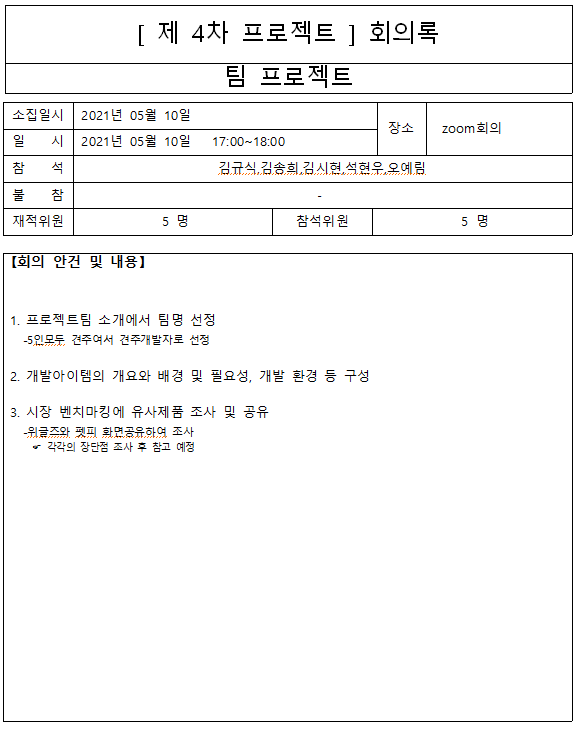 [ 제 4차 프로젝트 ] 회의록
팀 프로젝트
소집일시 2021년 05월 10일 장소 zoom회의
일 시 2021년 05월 10일 17:00~18:00
참 석 김규식,김송희,김시현,석현우,오예림
불 참 -
재적위원 5 명 참석위원 5 명
【회의 안건 및 내용】
1. 프로젝트팀 소개에서 팀명 선정
-5인모두 견주여서 견주개발자로 선정
2. 개발아이템의 개요와 배경 및 필요성, 개발 환경 등 구성
3. 시장 벤치마킹에 유사제품 조사 및 공유
-위글즈와 펫피 화면공유하여 조사
☞ 각각의 장단점 조사 후 참고 예정